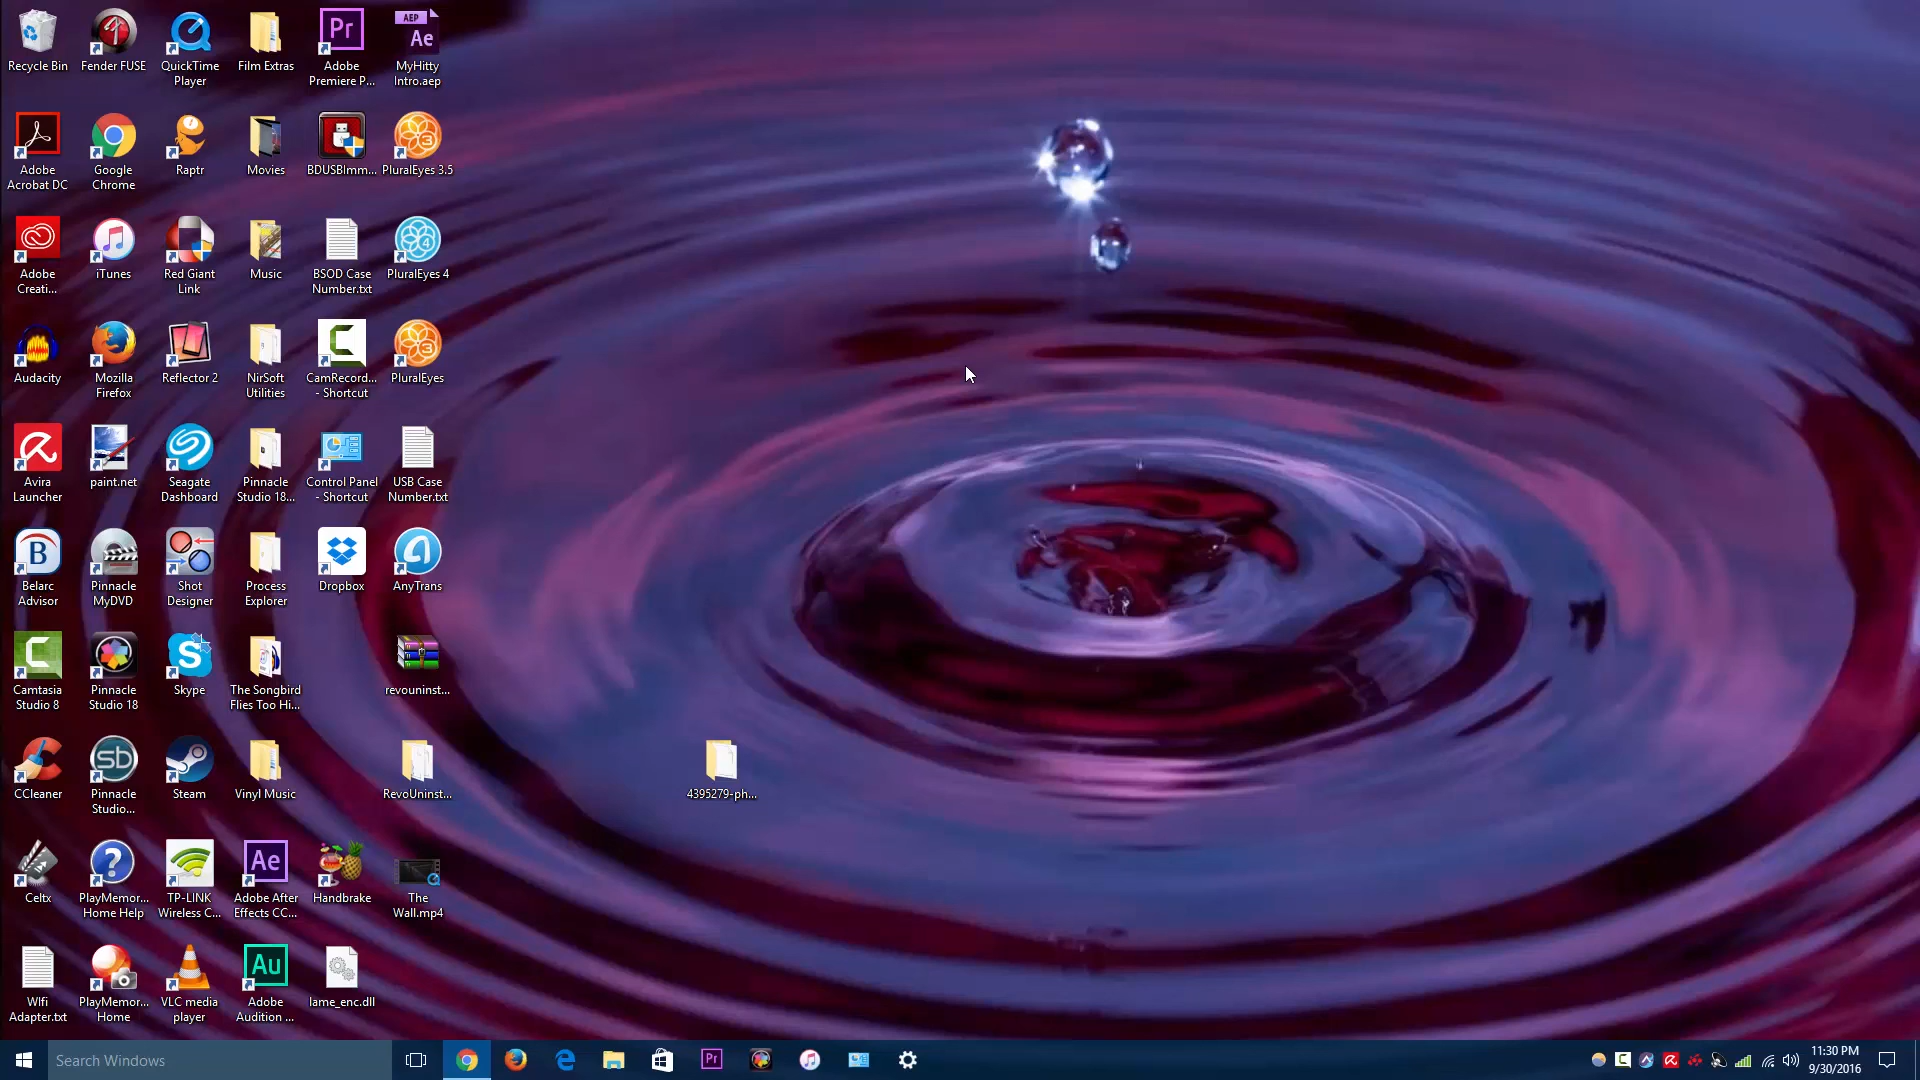 Recycle Bin
Fender FUSE
QuickTime
Player
Film Extras
Pr
Adobe
Premiere P...
AEP
Ae
MyHitty
Intro.aep
Adobe
Acrobat DC
Google
Chrome
Raptr
Movies
BDUSBImm...
3
PluralEyes 3.5
Adobe
Creati...
iTunes
Red Giant
Link
Music
BSOD Case
Number.txt
4
PluralEyes 4
Audacity
Mozilla
Firefox
Reflector 2
NirSoft
Utilities
C
CamRecord...
- Shortcut
3
PluralEyes
Avira
Launcher
paint.net
Seagate
Dashboard
Pinnacle
Studio 18...
Control Panel
- Shortcut
USB Case
Number.txt
B
Belarc
Advisor
Pinnacle
MyDVD
Shot
Designer
Process
Explorer
Dropbox
AnyTrans
C
Camtasia
Studio 8
Pinnacle
Studio 18
S
Skype
The Songbird
Flies Too Hi...
revouninst...
CCleaner
sb
Pinnacle
Studio...
Steam
Vinyl Music
RevoUninst...
4395279-ph...
Celtx
?
PlayMemor...
Home Help
TP-LINK
Wireless C...
Ae
Adobe After
Effects CC...
Handbrake
The
Wall.mp4
WIfi
Adapter.txt
PlayMemor...
Home
VLC media
player
Au
Adobe
Audition ...
lame_enc.dll
Search Windows
Pr
11:30 PM
9/30/2016